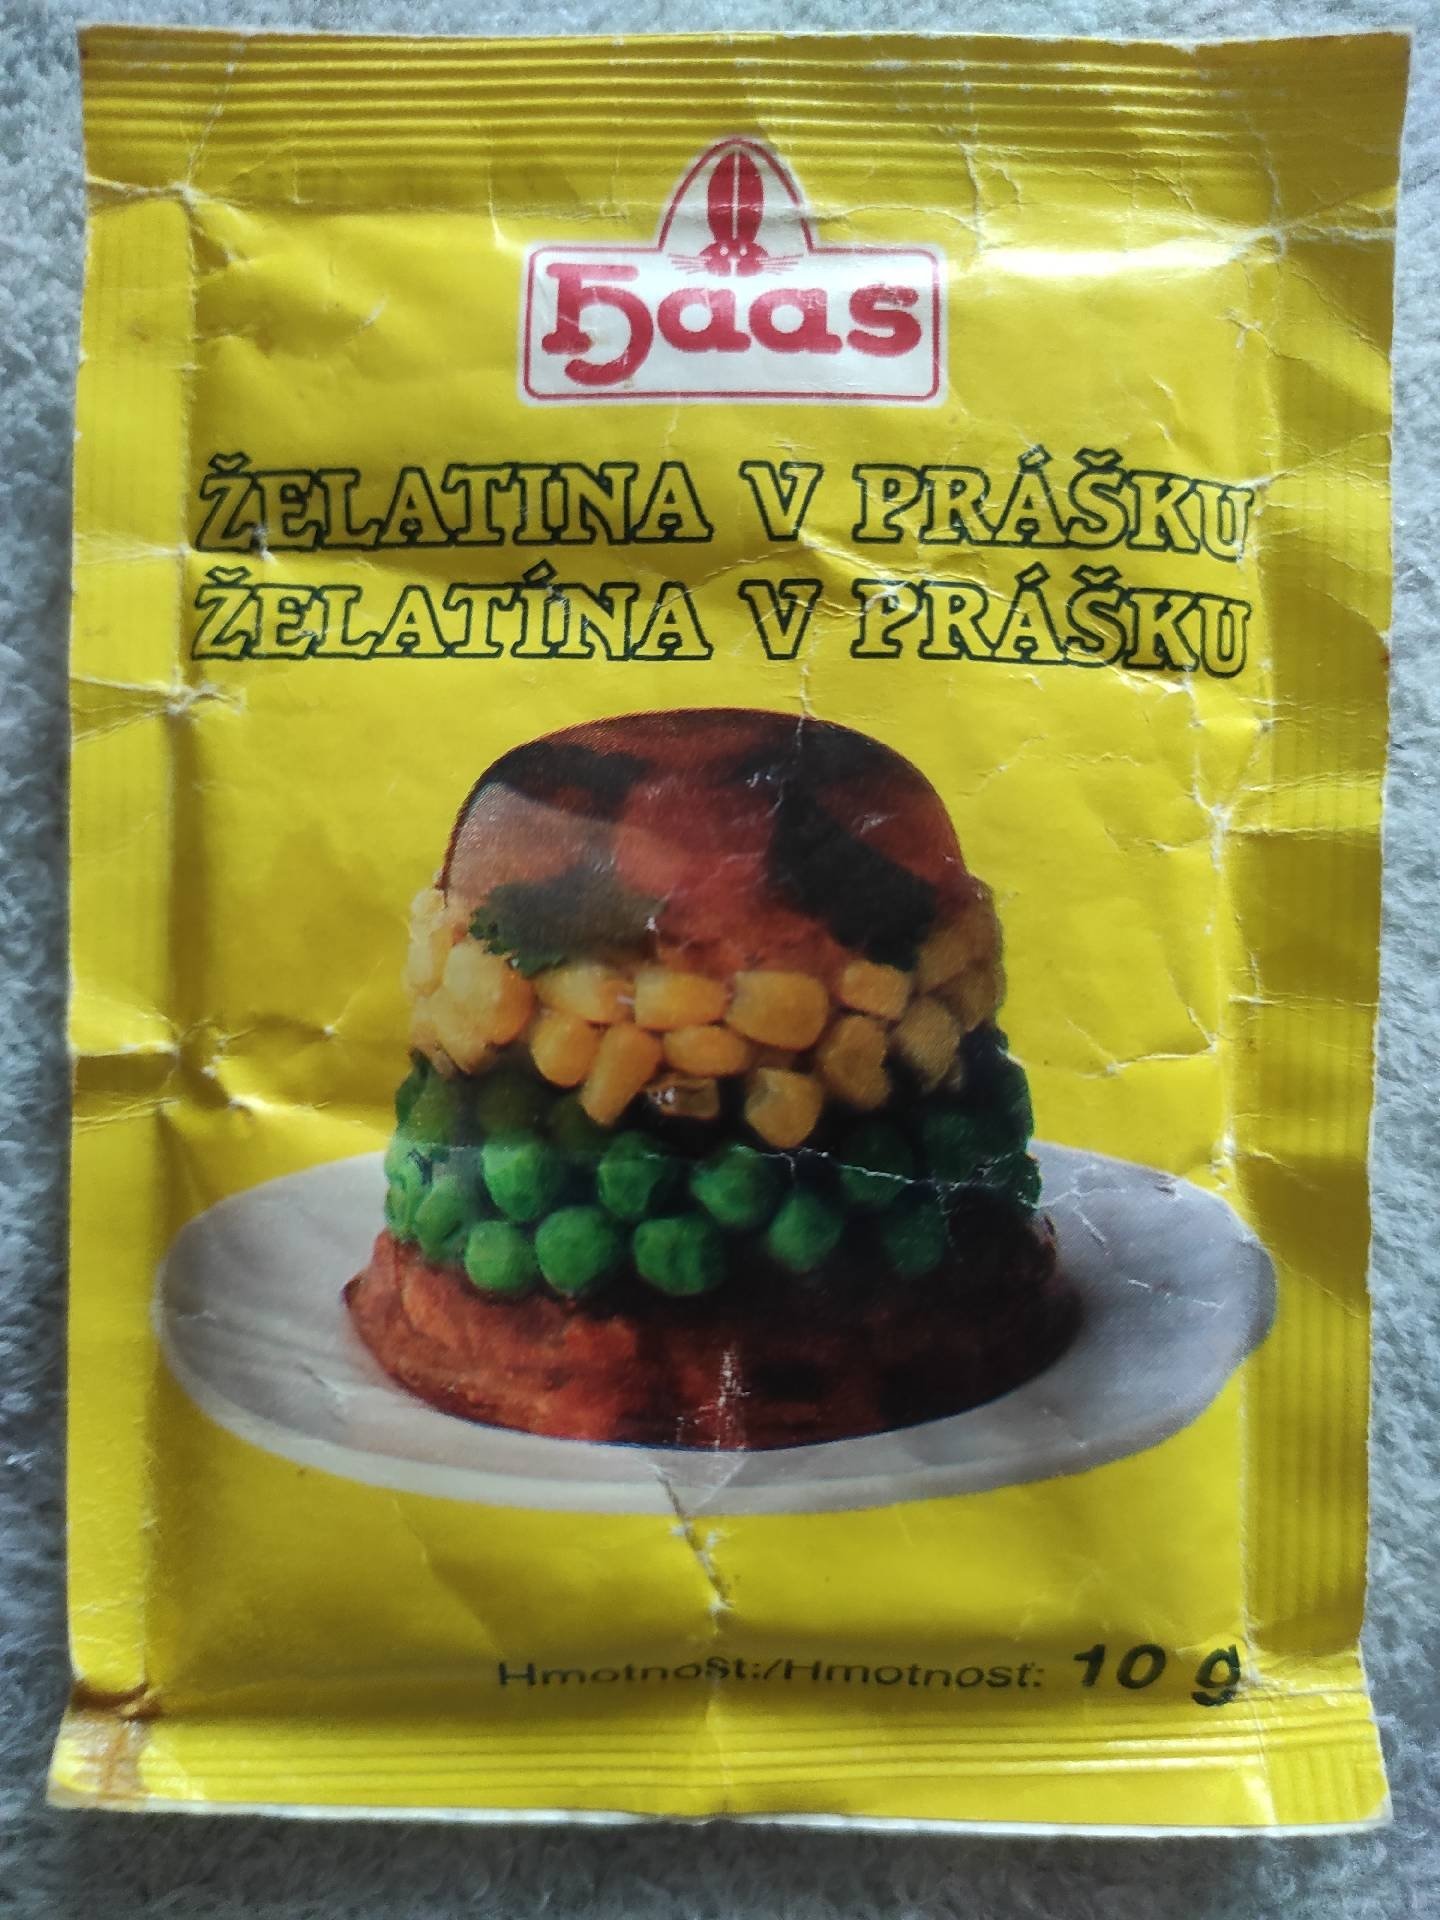 haas
ŽELATINA V PRÁŠKU
ŽELATÍNA V PRÁŠKU
Hmotnost:/Hmotnosť: 10 g